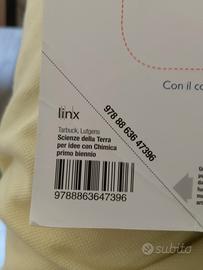 Con il co
linx
Tarbuck, Lutgens
Scienze della Terra
per idee con Chimica
primo biennio
978 88 636 47396
9788863647396
subito